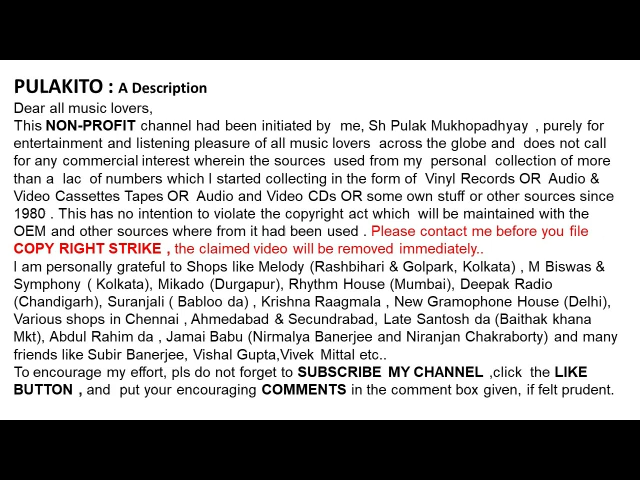 PULAKITO : A Description
Dear all music lovers,
This NON-PROFIT channel had been initiated by me, Sh Pulak Mukhopadhyay , purely for
entertainment and listening pleasure of all music lovers across the globe and does not call
for any commercial interest wherein the sources used from my personal collection of more
than a lac of numbers which I started collecting in the form of Vinyl Records OR Audio &
Video Cassettes Tapes OR Audio and Video CDs OR some own stuff or other sources since
1980 . This has no intention to violate the copyright act which will be maintained with the
OEM and other sources where from it had been used . Please contact me before you file
COPY RIGHT STRIKE , the claimed video will be removed immediately..
I am personally grateful to Shops like Melody (Rashbihari & Golpark, Kolkata) , M Biswas &
Symphony ( Kolkata), Mikado (Durgapur), Rhythm House (Mumbai), Deepak Radio
(Chandigarh), Suranjali ( Babloo da) , Krishna Raagmala , New Gramophone House (Delhi),
Various shops in Chennai , Ahmedabad & Secundrabad, Late Santosh da (Baithak khana
Mkt), Abdul Rahim da , Jamai Babu (Nirmalya Banerjee and Niranjan Chakraborty) and many
friends like Subir Banerjee, Vishal Gupta,Vivek Mittal etc..
To encourage my effort, pls do not forget to SUBSCRIBE MY CHANNEL ,click the LIKE
BUTTON , and put your encouraging COMMENTS in the comment box given, if felt prudent.